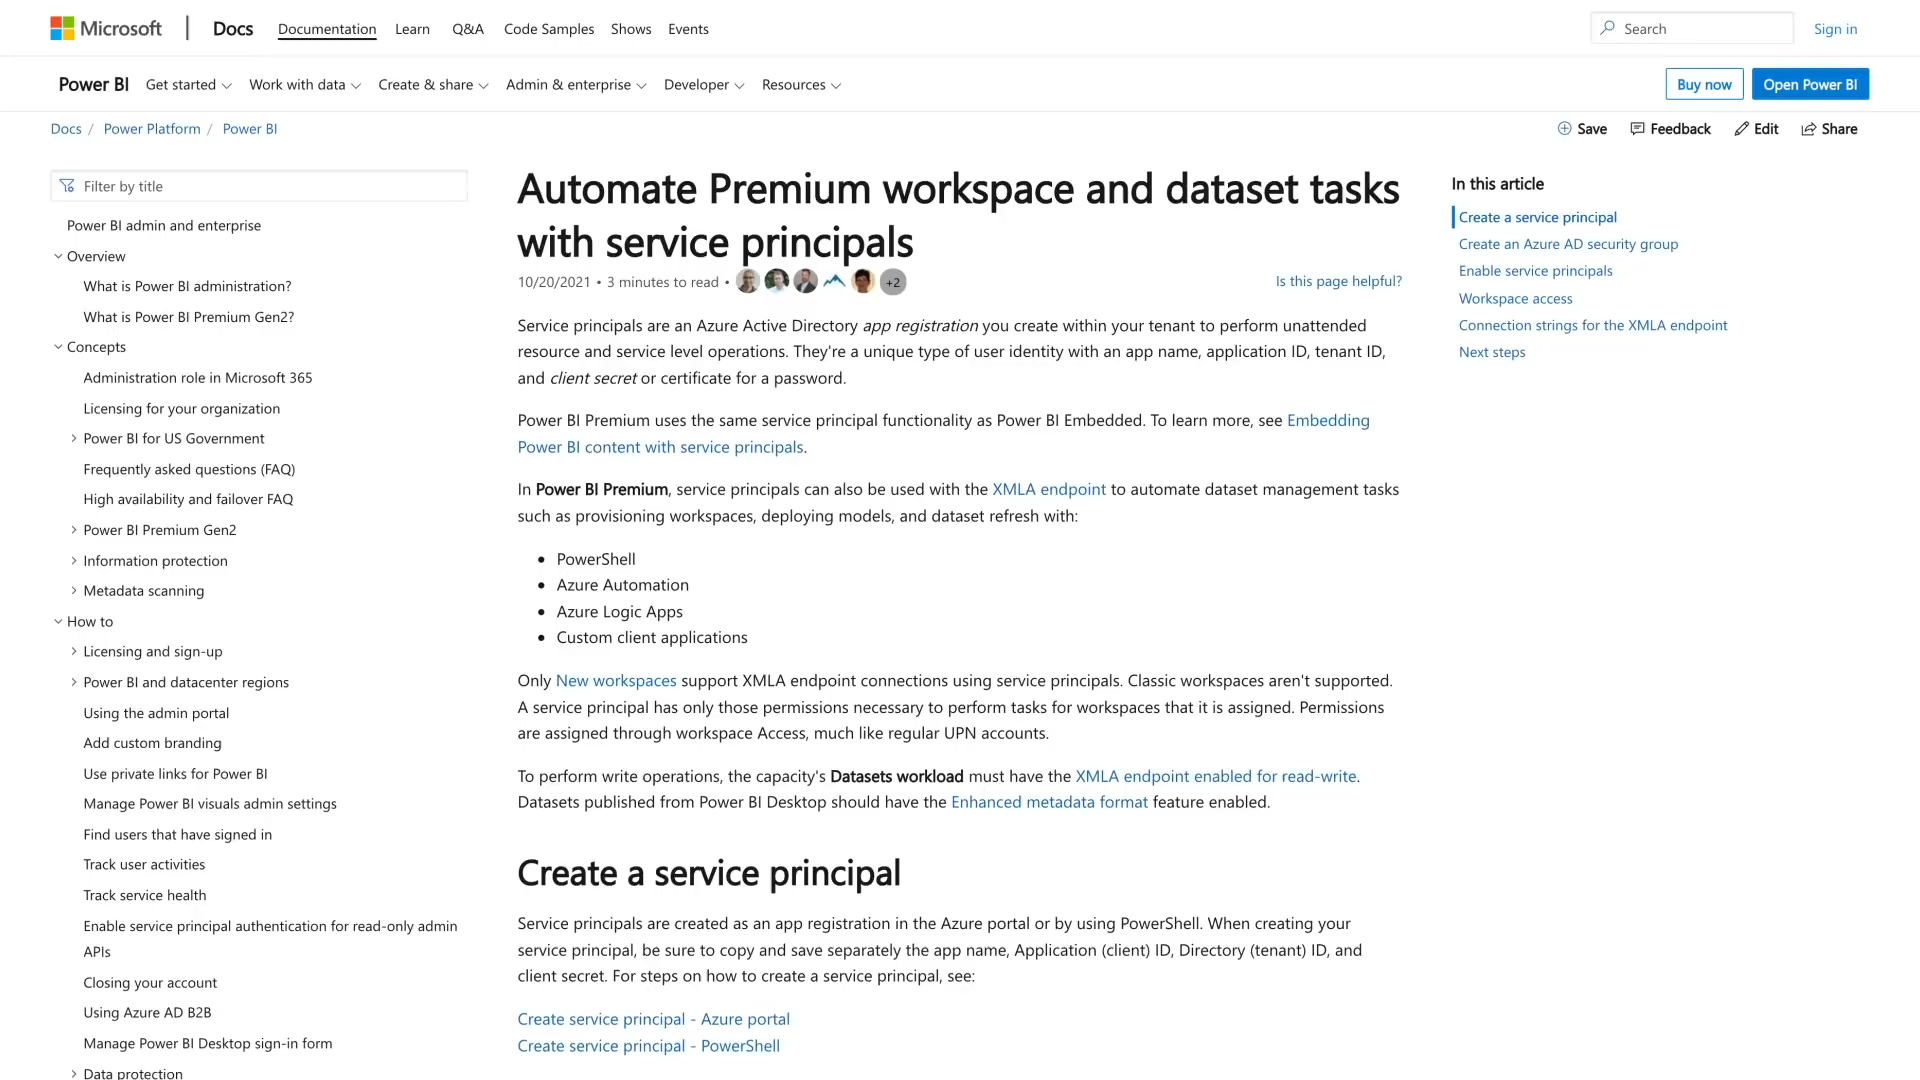 Microsoft Docs Documentation Learn Q&A Code Samples Shows Events Search Sign in
Power BI Get started Work with data Create & share Admin & enterprise Developer Resources Buy now Open Power BI
Docs / Power Platform / Power BI
Save Feedback Edit Share
Filter by title
Power BI admin and enterprise
Overview
What is Power BI administration?
What is Power BI Premium Gen2?
Concepts
Administration role in Microsoft 365
Licensing for your organization
Power BI for US Government
Frequently asked questions (FAQ)
High availability and failover FAQ
Power BI Premium Gen2
Information protection
Metadata scanning
How to
Licensing and sign-up
Power BI and datacenter regions
Using the admin portal
Add custom branding
Use private links for Power BI
Manage Power BI visuals admin settings
Find users that have signed in
Track user activities
Track service health
Enable service principal authentication for read-only admin
APIs
Closing your account
Using Azure AD B2B
Manage Power BI Desktop sign-in form
Data protection
Automate Premium workspace and dataset tasks
with service principals
10/20/2021 • 3 minutes to read • +2
Is this page helpful?
Service principals are an Azure Active Directory app registration you create within your tenant to perform unattended
resource and service level operations. They're a unique type of user identity with an app name, application ID, tenant ID,
and client secret or certificate for a password.
Power BI Premium uses the same service principal functionality as Power BI Embedded. To learn more, see Embedding
Power BI content with service principals.
In Power BI Premium, service principals can also be used with the XMLA endpoint to automate dataset management tasks
such as provisioning workspaces, deploying models, and dataset refresh with:
• PowerShell
• Azure Automation
• Azure Logic Apps
• Custom client applications
Only New workspaces support XMLA endpoint connections using service principals. Classic workspaces aren't supported.
A service principal has only those permissions necessary to perform tasks for workspaces that it is assigned. Permissions
are assigned through workspace Access, much like regular UPN accounts.
To perform write operations, the capacity's Datasets workload must have the XMLA endpoint enabled for read-write.
Datasets published from Power BI Desktop should have the Enhanced metadata format feature enabled.
Create a service principal
Service principals are created as an app registration in the Azure portal or by using PowerShell. When creating your
service principal, be sure to copy and save separately the app name, Application (client) ID, Directory (tenant) ID, and
client secret. For steps on how to create a service principal, see:
Create service principal - Azure portal
Create service principal - PowerShell
In this article
Create a service principal
Create an Azure AD security group
Enable service principals
Workspace access
Connection strings for the XMLA endpoint
Next steps